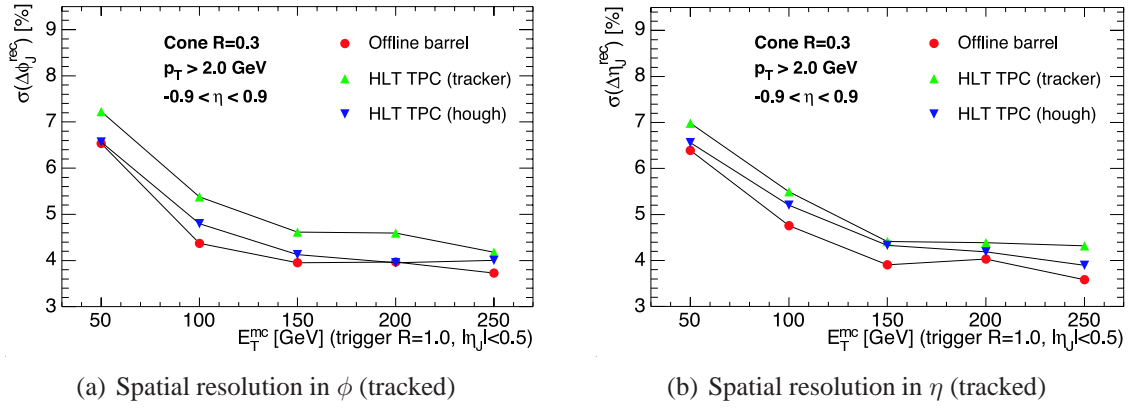 σ(Δϕ_J^rec) [%]
9
8
7
6
5
4
3
Cone R=0.3
p_T > 2.0 GeV
-0.9 < η < 0.9
Offline barrel
HLT TPC (tracker)
HLT TPC (hough)
50 100 150 200 250
E_T^mc [GeV] (trigger R=1.0, |η_J|<0.5)
(a) Spatial resolution in ϕ (tracked)
σ(Δη_J^rec) [%]
9
8
7
6
5
4
3
Cone R=0.3
p_T > 2.0 GeV
-0.9 < η < 0.9
Offline barrel
HLT TPC (tracker)
HLT TPC (hough)
50 100 150 200 250
E_T^mc [GeV] (trigger R=1.0, |η_J|<0.5)
(b) Spatial resolution in η (tracked)